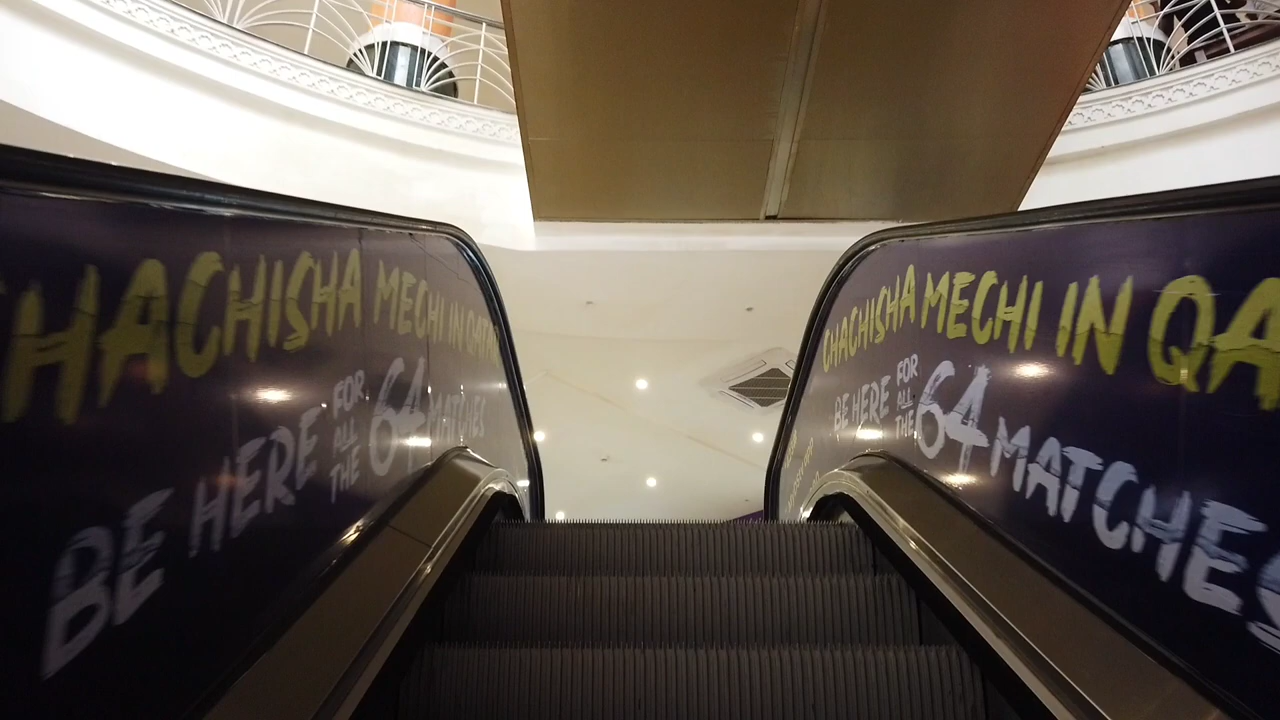 CHACHISHA MECHI IN QATA
BE HERE FOR ALL THE 64 MATCHES
CHACHISHA MECHI IN QA
BE HERE FOR ALL THE 64 MATCHES